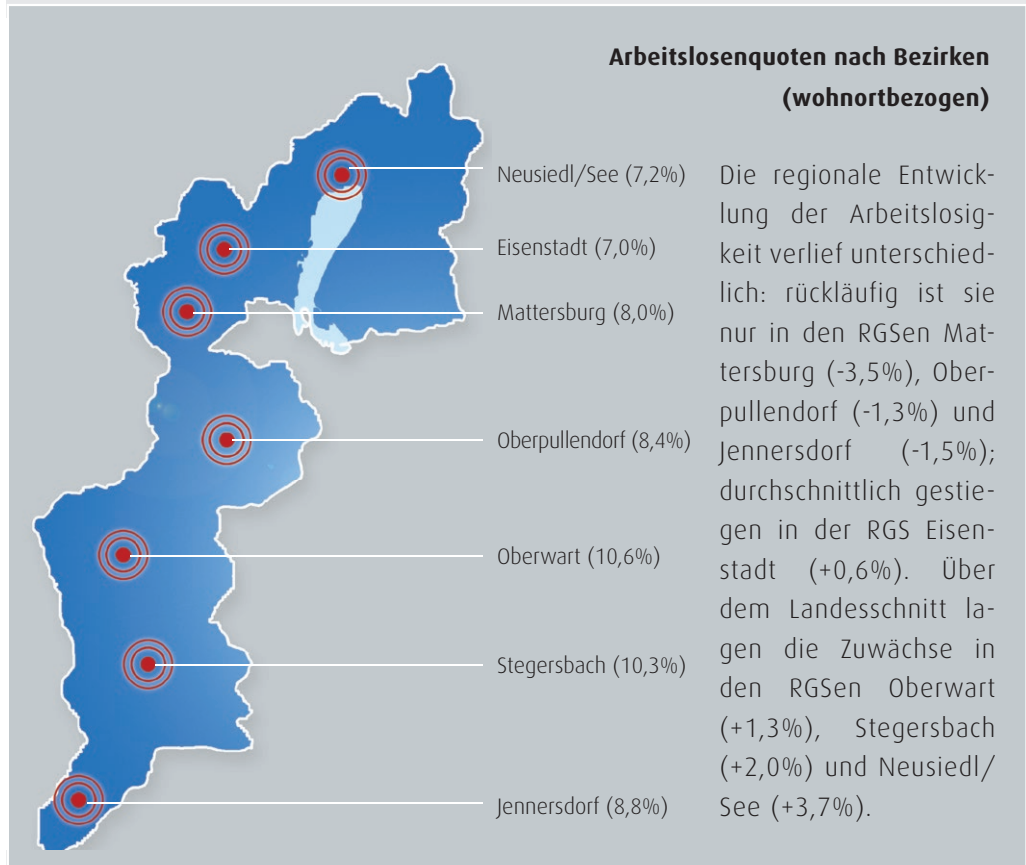 Arbeitslosenquoten nach Bezirken
(wohnortbezogen)
Neusiedl/See (7,2%)
Eisenstadt (7,0%)
Mattersburg (8,0%)
Oberpullendorf (8,4%)
Oberwart (10,6%)
Stegersbach (10,3%)
Jennersdorf (8,8%)
Die regionale Entwick-
lung der Arbeitslosig-
keit verlief unterschied-
lich: rückläufig ist sie
nur in den RGSen Mat-
tersburg (-3,5%), Ober-
pullendorf (-1,3%) und
Jennersdorf (-1,5%);
durchschnittlich gestie-
gen in der RGS Eisen-
stadt (+0,6%). Über
dem Landesschnitt la-
gen die Zuwächse in
den RGSen Oberwart
(+1,3%), Stegersbach
(+2,0%) und Neusiedl/
See (+3,7%).